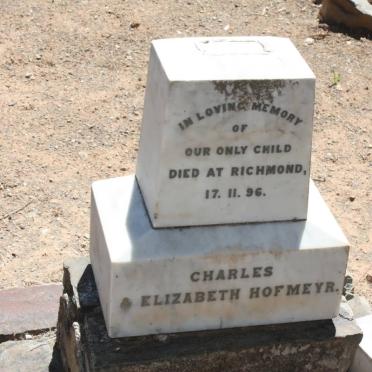 IN LOVING MEMORY
OF
OUR ONLY CHILD
DIED AT RICHMOND,
17. 11. 96.
CHARLES
& ELIZABETH HOFMEYR.